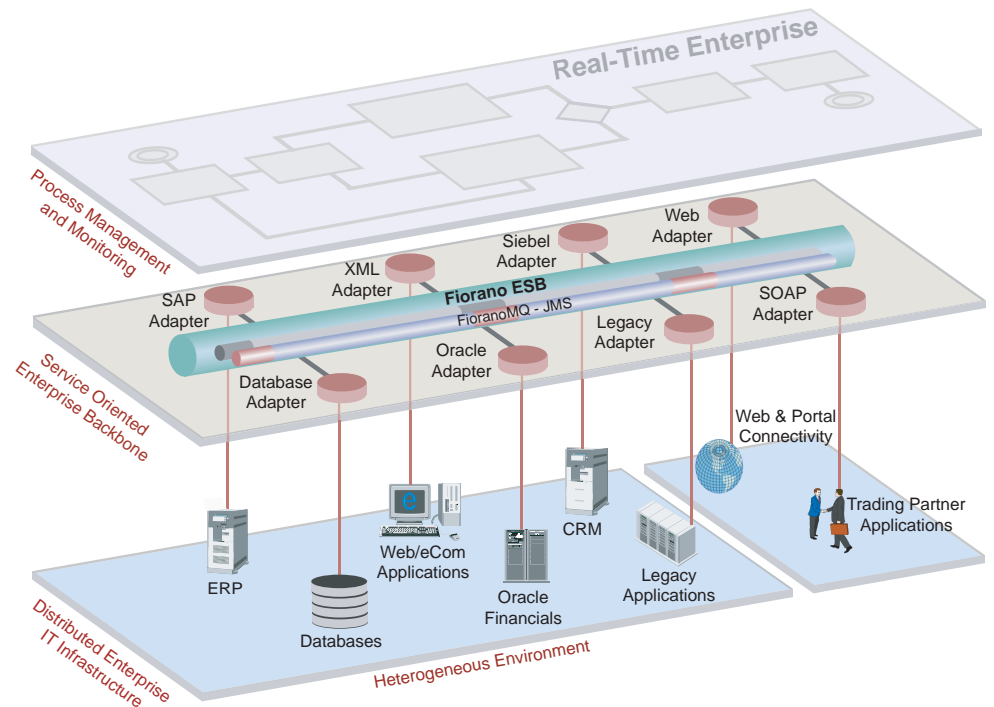 Real-Time Enterprise
Process Management
and Monitoring
Web
Adapter
Siebel
Adapter
XML
Adapter
SAP
Adapter
Fiorano ESB
FioranoMQ - JMS
SOAP
Adapter
Legacy
Adapter
Oracle
Adapter
Database
Adapter
Service Oriented
Enterprise Backbone
Web & Portal
Connectivity
Trading Partner
Applications
CRM
Web/eCom
Applications
ERP
Legacy
Applications
Oracle
Financials
Databases
Distributed Enterprise
IT Infrastructure
Heterogeneous Environment